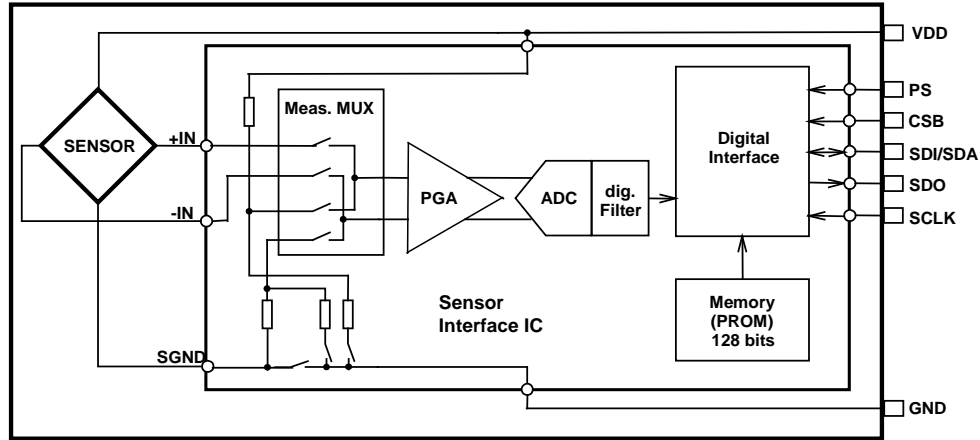 VDD
PS
CSB
SDI/SDA
SDO
SCLK
GND
SENSOR
+IN
-IN
SGND
Meas. MUX
PGA
ADC
dig.
Filter
Digital
Interface
Memory
(PROM)
128 bits
Sensor
Interface IC